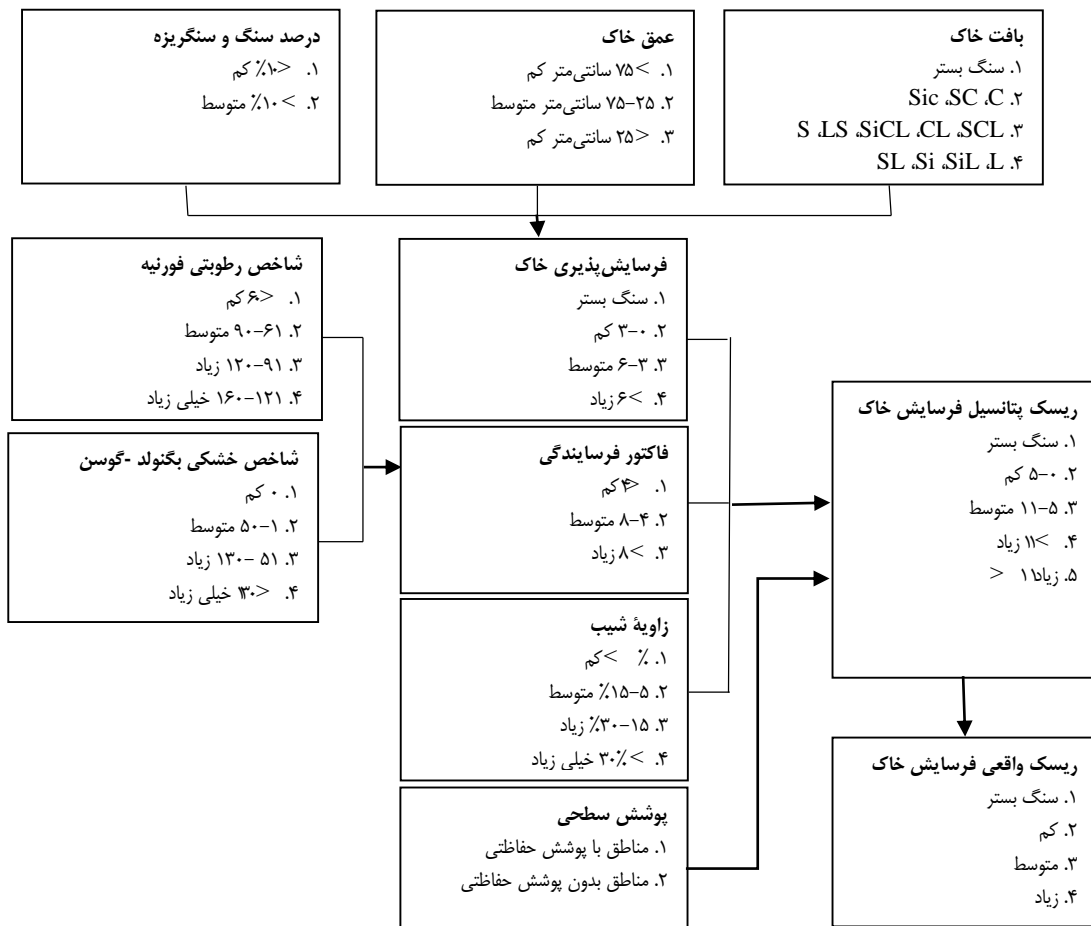 بافت خاک
۱. سنگ بستر
۲. Sic ،SC ،C
۳. S ،LS ،SiCL ،CL ،SCL
۴. SL ،Si ،SiL ،L
عمق خاک
۱. >۷۵ سانتی‌متر کم
۲. ۲۵-۷۵ سانتی‌متر متوسط
۳. <۲۵ سانتی‌متر کم
درصد سنگ و سنگریزه
۱. <۱۰٪ کم
۲. >۱۰٪ متوسط
فرسایش‌پذیری خاک
۱. سنگ بستر
۲. ۰-۳ کم
۳. ۳-۶ متوسط
۴. >۶ زیاد
شاخص رطوبتی فورنیه
۱. <۶۰ کم
۲. ۶۱-۹۰ متوسط
۳. ۹۱-۱۲۰ زیاد
۴. ۱۲۱-۱۶۰ خیلی زیاد
شاخص خشکی بگنولد -گوسن
۱. ۰ کم
۲. ۱-۵۰ متوسط
۳. ۵۱ -۱۳۰ زیاد
۴. <۱۳۰ خیلی زیاد
فاکتور فرسایندگی
۱. <۴ کم
۲. ۴-۸ متوسط
۳. >۸ زیاد
زاویۀ شیب
۱. ٪ > کم
۲. ۵-۱۵٪ متوسط
۳. ۱۵-۳۰٪ زیاد
۴. >۳۰٪ خیلی زیاد
پوشش سطحی
۱. مناطق با پوشش حفاظتی
۲. مناطق بدون پوشش حفاظتی
ریسک پتانسیل فرسایش خاک
۱. سنگ بستر
۲. ۰-۵ کم
۳. ۵-۱۱ متوسط
۴. >۱۱ زیاد
۵. زیاد۱۱ <
ریسک واقعی فرسایش خاک
۱. سنگ بستر
۲. کم
۳. متوسط
۴. زیاد